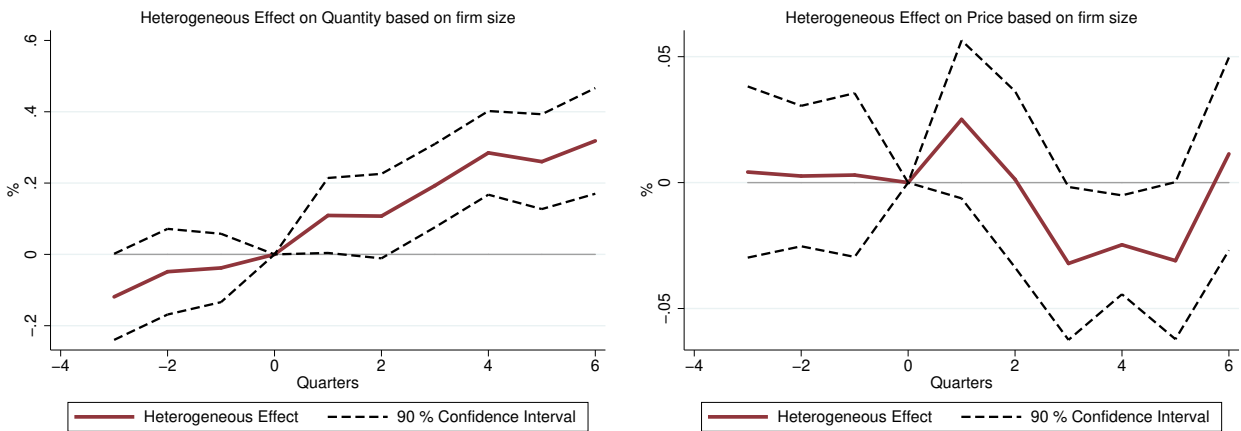 Heterogeneous Effect on Quantity based on firm size
.6
.4
.2
0
-.2
%
-4 -2 0 2 4 6
Quarters
Heterogeneous Effect 90 % Confidence Interval
Heterogeneous Effect on Price based on firm size
.05
0
-.05
%
-4 -2 0 2 4 6
Quarters
Heterogeneous Effect 90 % Confidence Interval